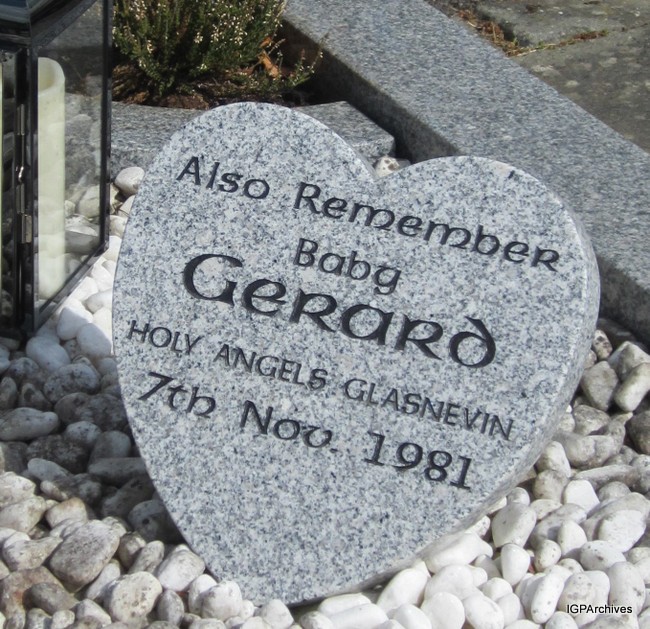 Also Remember
Baby
Gerard
HOLY ANGELS GLASNEVIN
7th Nov. 1981
IGPArchives